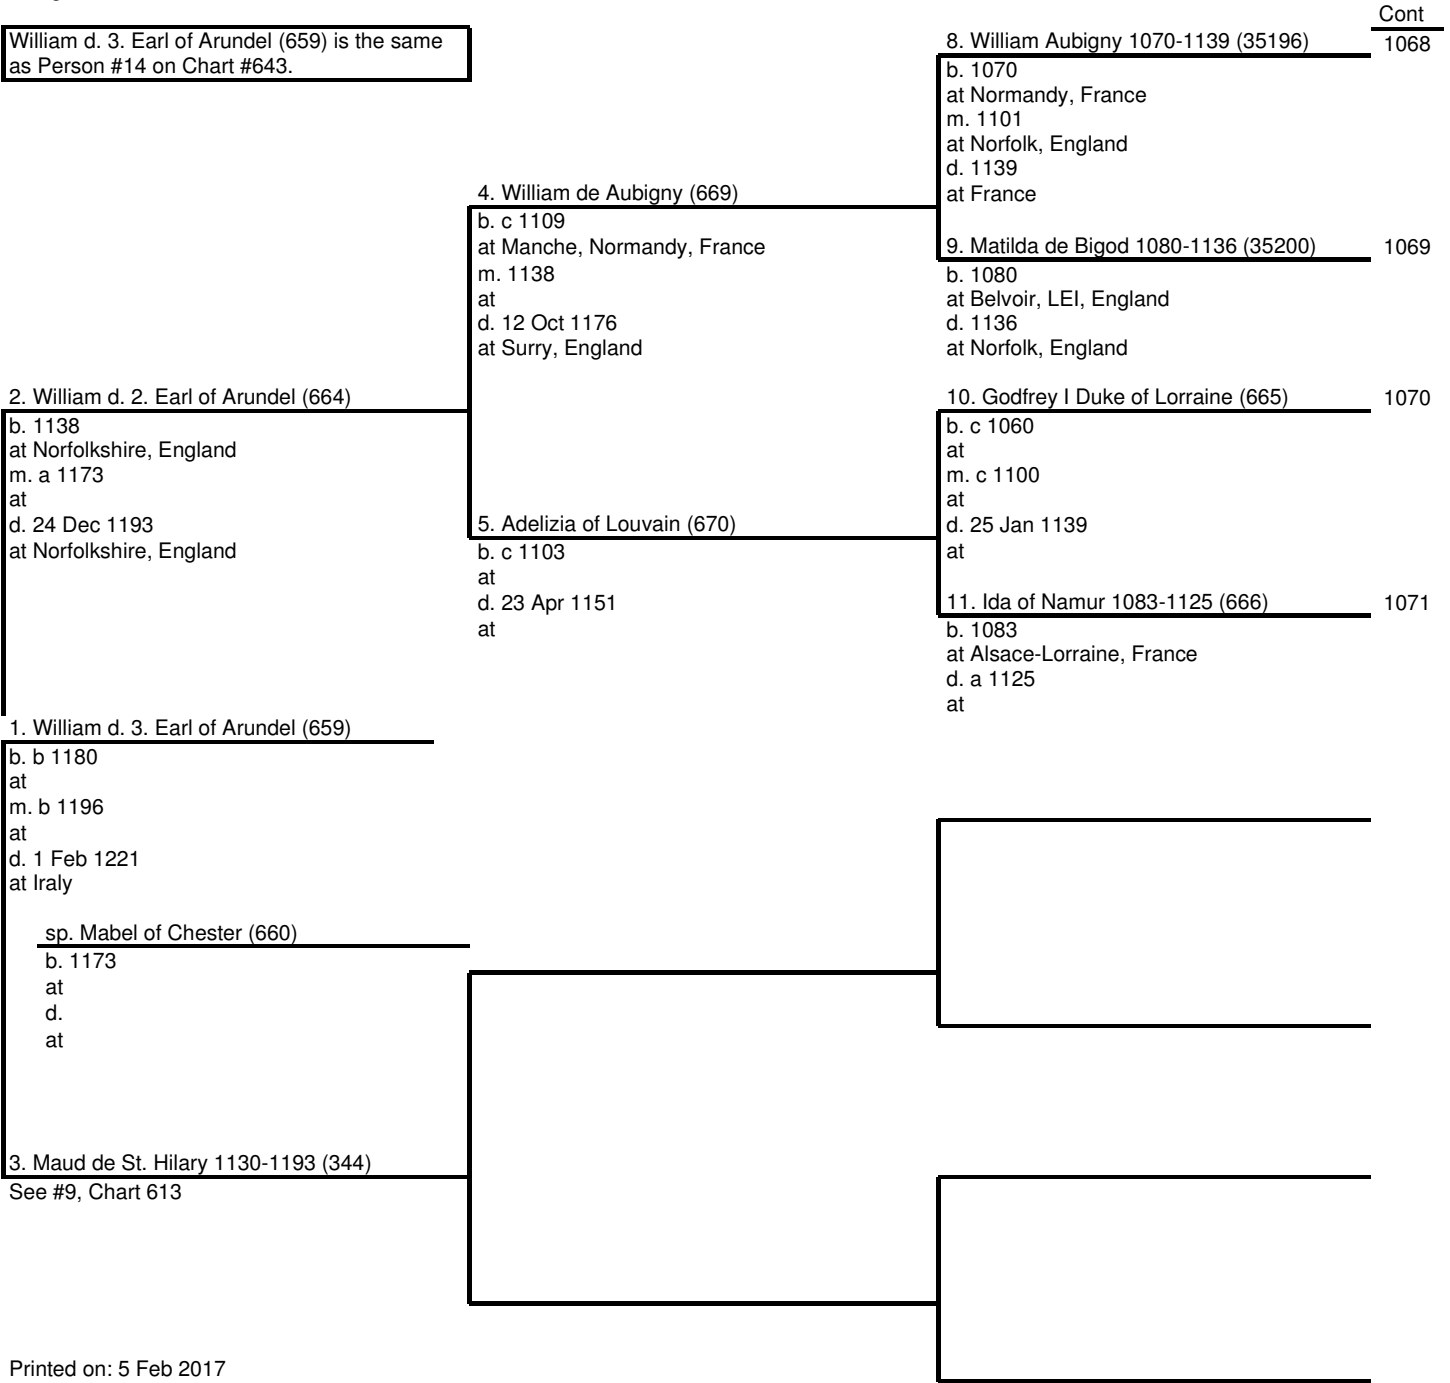 Cont
William d. 3. Earl of Arundel (659) is the same
as Person #14 on Chart #643.
8. William Aubigny 1070-1139 (35196)
1068
b. 1070
at Normandy, France
m. 1101
at Norfolk, England
d. 1139
at France
4. William de Aubigny (669)
b. c 1109
at Manche, Normandy, France
m. 1138
at
d. 12 Oct 1176
at Surry, England
9. Matilda de Bigod 1080-1136 (35200)
1069
b. 1080
at Belvoir, LEI, England
d. 1136
at Norfolk, England
2. William d. 2. Earl of Arundel (664)
b. 1138
at Norfolkshire, England
m. a 1173
at
d. 24 Dec 1193
at Norfolkshire, England
10. Godfrey I Duke of Lorraine (665)
1070
b. c 1060
at
m. c 1100
at
d. 25 Jan 1139
at
5. Adelizia of Louvain (670)
b. c 1103
at
d. 23 Apr 1151
at
11. Ida of Namur 1083-1125 (666)
1071
b. 1083
at Alsace-Lorraine, France
d. a 1125
at
1. William d. 3. Earl of Arundel (659)
b. b 1180
at
m. b 1196
at
d. 1 Feb 1221
at Iraly
sp. Mabel of Chester (660)
b. 1173
at
d.
at
3. Maud de St. Hilary 1130-1193 (344)
See #9, Chart 613
Printed on: 5 Feb 2017